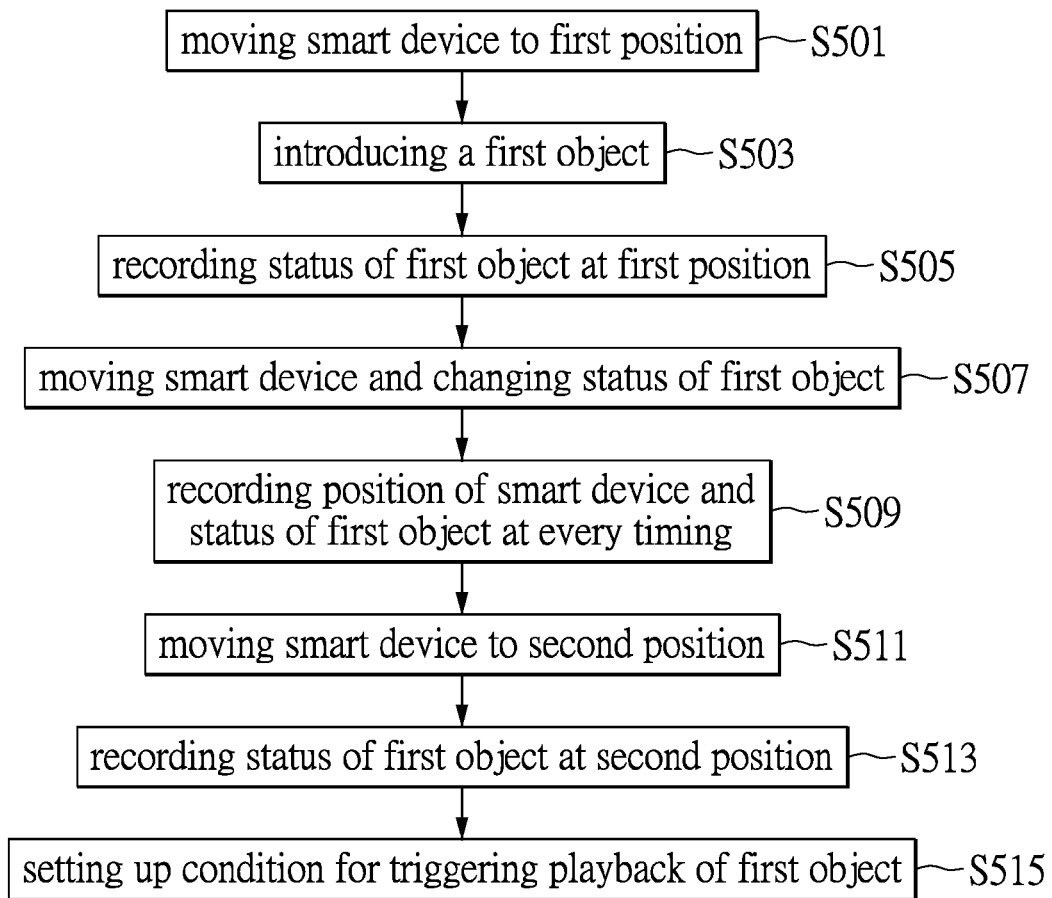 moving smart device to first position S501
introducing a first object S503
recording status of first object at first position S505
moving smart device and changing status of first object S507
recording position of smart device and
status of first object at every timing S509
moving smart device to second position S511
recording status of first object at second position S513
setting up condition for triggering playback of first object S515